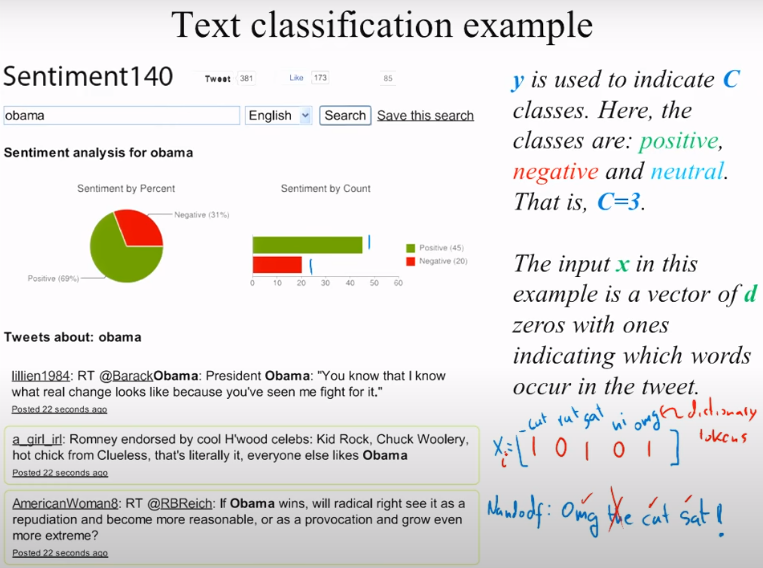 Text classification example
Sentiment140 Tweet 381 Like 173 85
obama English Search Save this search
Sentiment analysis for obama
Sentiment by Percent
Negative (31%)
Positive (69%)
Sentiment by Count
Positive (45)
Negative (20)
0 10 20 30 40 50 60
Tweets about: obama
lillien1984: RT @BarackObama: President Obama: "You know that I know
what real change looks like because you've seen me fight for it."
Posted 22 seconds ago
a_girl_irl: Romney endorsed by cool H'wood celebs: Kid Rock, Chuck Woolery,
hot chick from Clueless, that's literally it, everyone else likes Obama
Posted 22 seconds ago
AmericanWoman8: RT @RBReich: If Obama wins, will radical right see it as a
repudiation and become more reasonable, or as a provocation and grow even
more extreme?
Posted 22 seconds ago
y is used to indicate C
classes. Here, the
classes are: positive,
negative and neutral.
That is, C=3.
The input x in this
example is a vector of d
zeros with ones
indicating which words
occur in the tweet.
cat rat sat omg dictionary
tokens
Xi=[1 0 1 0 1]
Nandodf: Omg the cat sat!